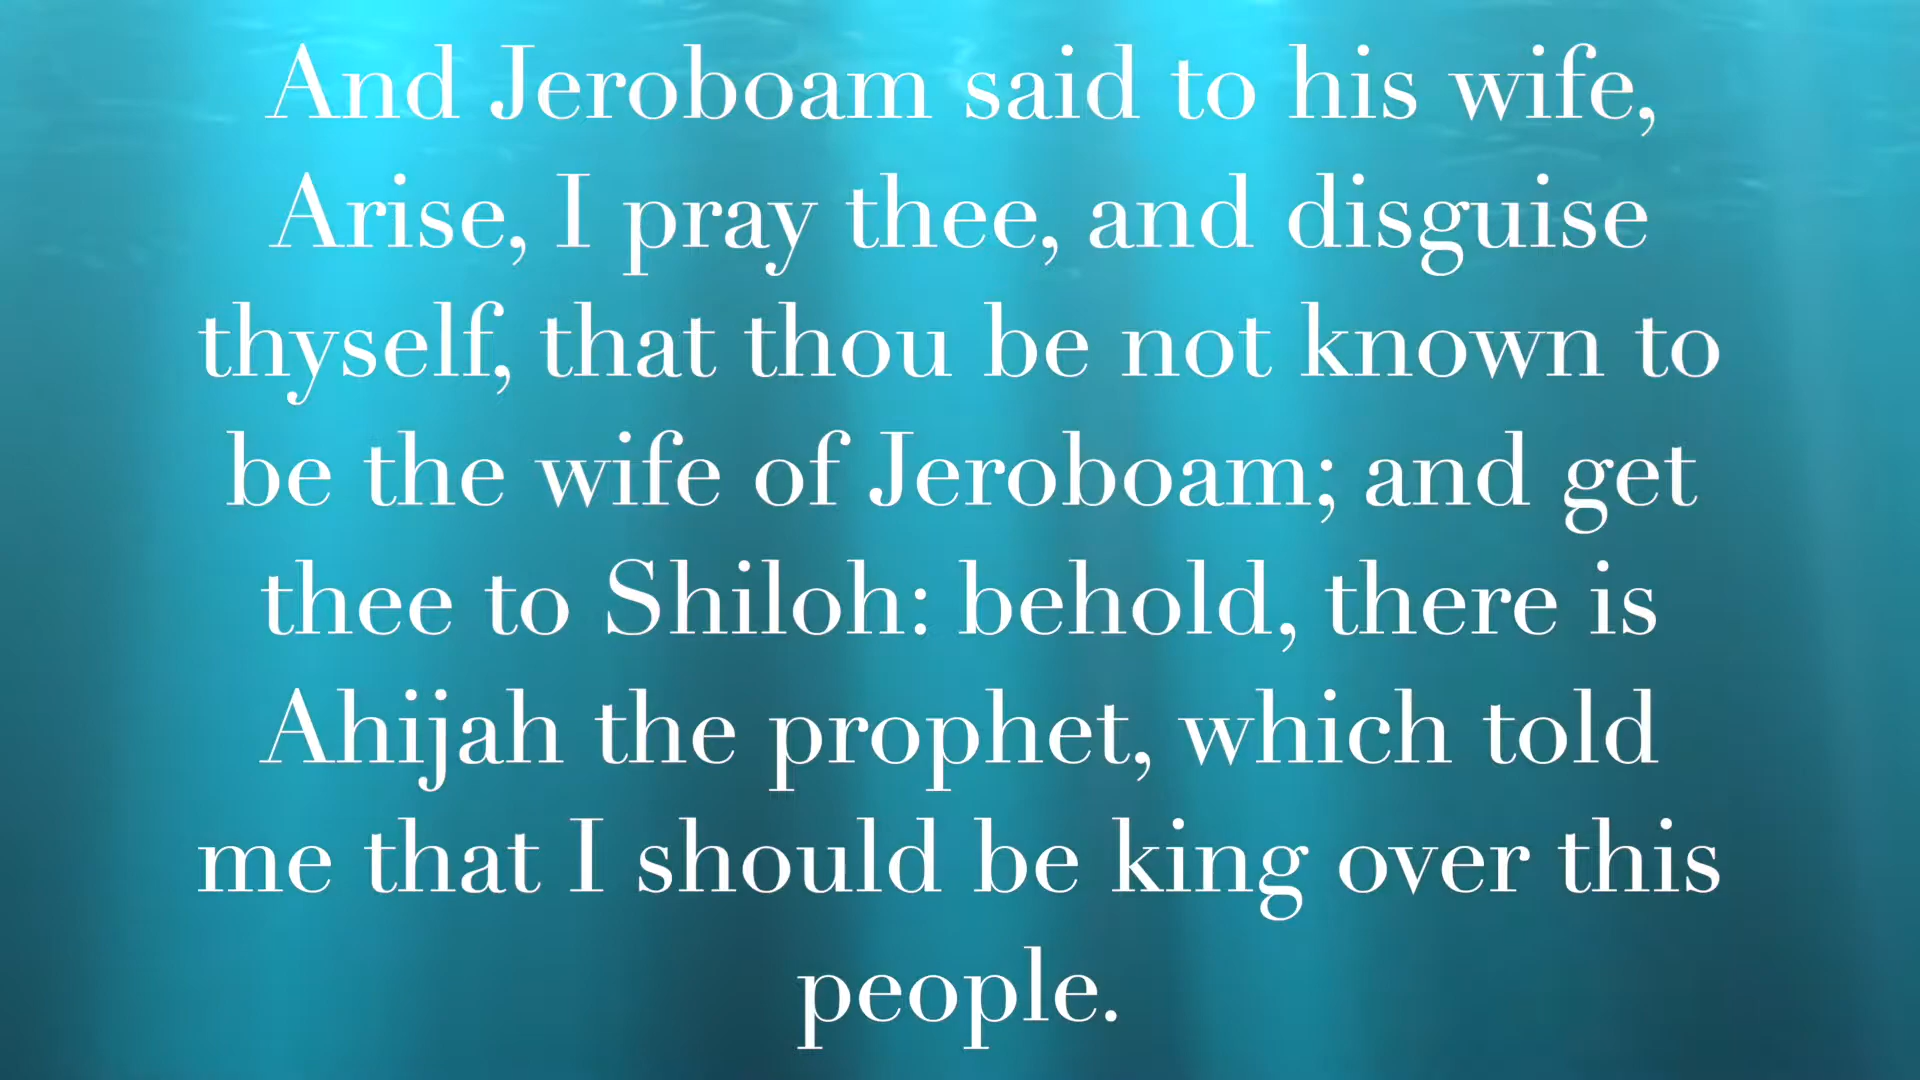 And Jeroboam said to his wife,
Arise, I pray thee, and disguise
thyself, that thou be not known to
be the wife of Jeroboam; and get
thee to Shiloh: behold, there is
Ahijah the prophet, which told
me that I should be king over this
people.